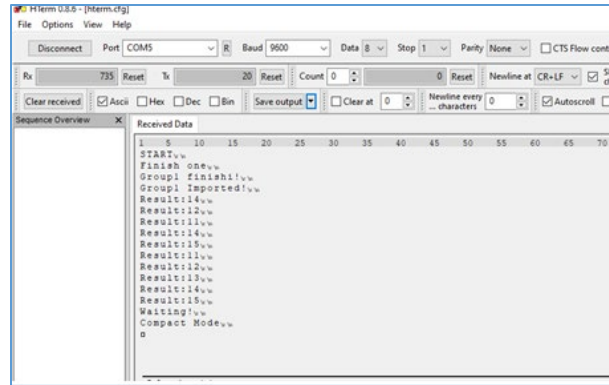 HTerm 0.8.6 - [hterm.cfg]
File Options View Help
Disconnect Port COM5 R Baud 9600 Data 8 Stop 1 Parity None CTS Flow cont
Rx 735 Reset Tx 20 Reset Count 0 0 Reset Newline at CR+LF
Clear received Ascii Hex Dec Bin Save output Clear at 0 Newline every ... characters 0 Autoscroll
Sequence Overview X Received Data
1 5 10 15 20 25 30 35 40 45 50 55 60 65 70
START
Finish one
Group1 finish!
Group1 Imported!
Result:14
Result:12
Result:11
Result:14
Result:15
Result:11
Result:12
Result:13
Result:14
Result:15
Waiting!
Compact Mode